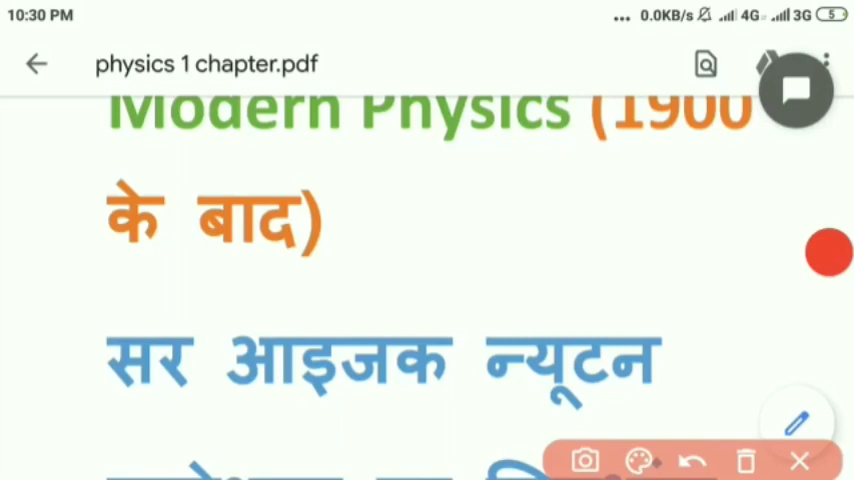 10:30 PM ... 0.0KB/s 4G 3G 5
physics 1 chapter.pdf
Modern Physics (1900
के बाद)
सर आइजक न्यूटन